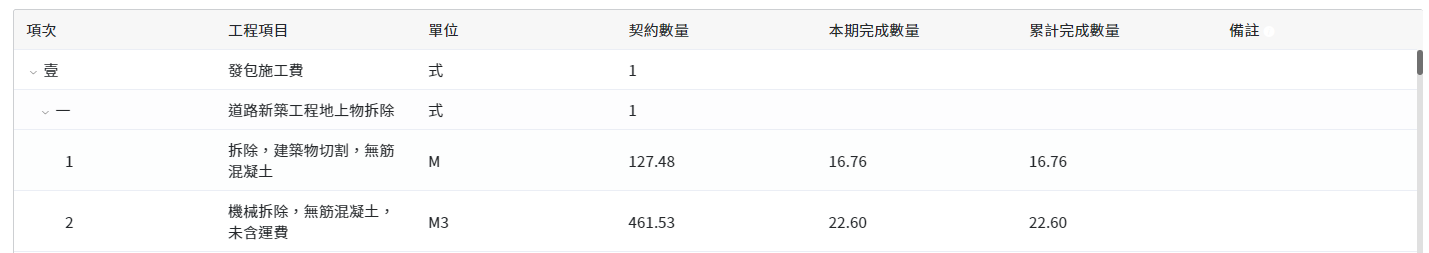 項次 工程項目 單位 契約數量 本期完成數量 累計完成數量 備註
壹 發包施工費 式 1
一 道路新築工程地上物拆除 式 1
1 拆除，建築物切割，無筋混凝土 M 127.48 16.76 16.76
2 機械拆除，無筋混凝土，未含運費 M3 461.53 22.60 22.60